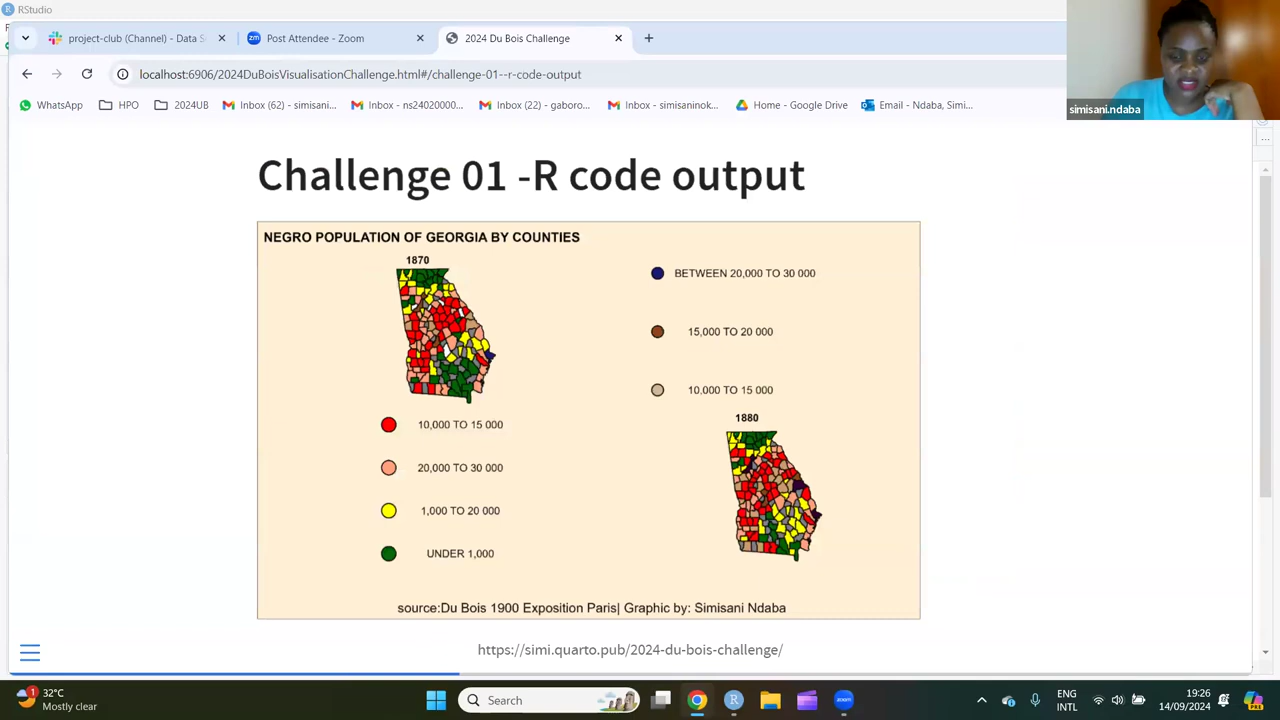 RStudio
project-club (Channel) - Data S
Post Attendee - Zoom
2024 Du Bois Challenge
localhost:6906/2024DuBoisVisualisationChallenge.html#/challenge-01--r-code-output
WhatsApp
HPO
2024UB
Inbox (62) - simisani...
Inbox - ns24020000...
Inbox (22) - gaboro...
Inbox - simisaninok...
Home - Google Drive
Email - Ndaba, Simi...
simisani.ndaba
Challenge 01 -R code output
NEGRO POPULATION OF GEORGIA BY COUNTIES
1870
BETWEEN 20,000 TO 30 000
15,000 TO 20 000
10,000 TO 15 000
1880
10,000 TO 15 000
20,000 TO 30 000
1,000 TO 20 000
UNDER 1,000
source:Du Bois 1900 Exposition Paris| Graphic by: Simisani Ndaba
https://simi.quarto.pub/2024-du-bois-challenge/
1
32°C
Mostly clear
Search
zoom
ENG
INTL
19:26
14/09/2024